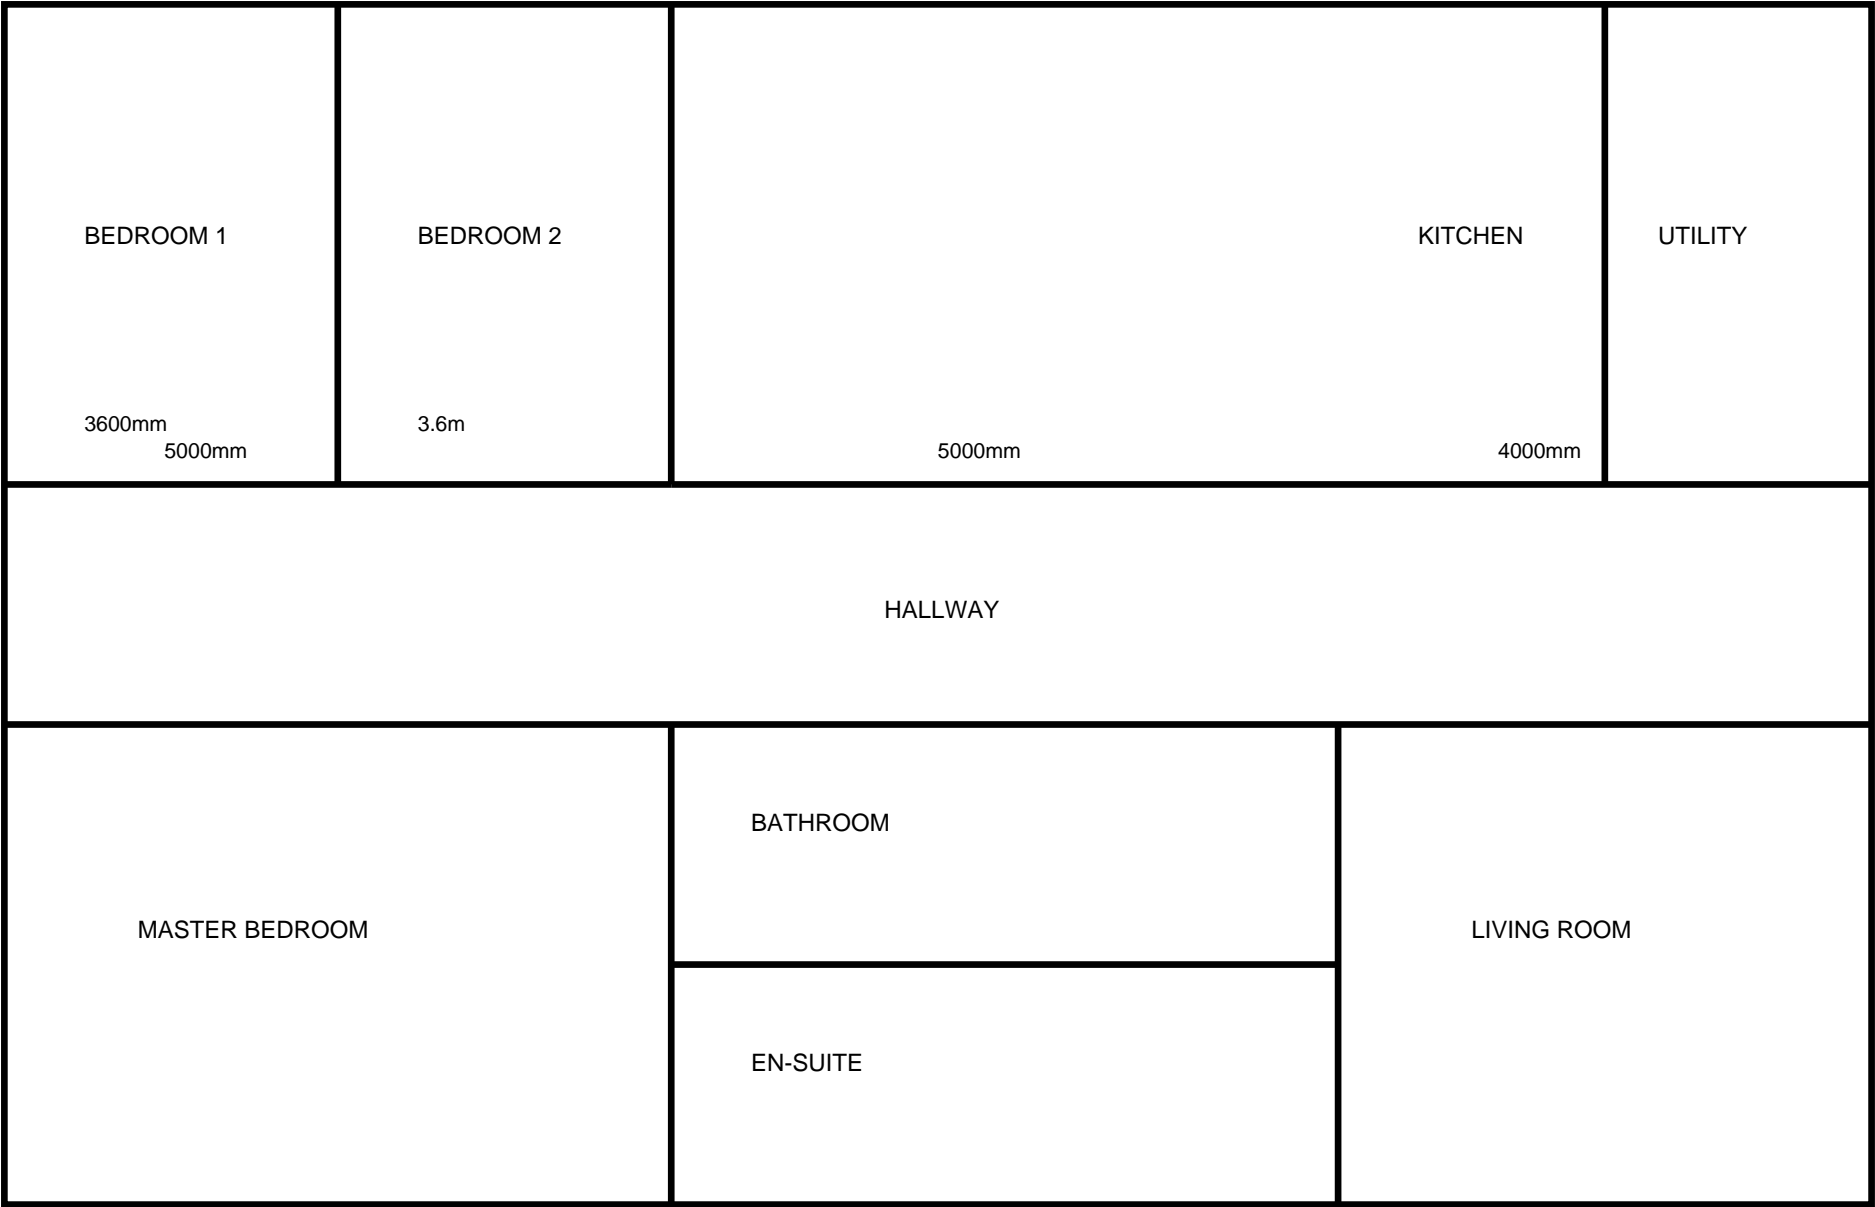 BEDROOM 1
BEDROOM 2
KITCHEN
UTILITY
3600mm
3.6m
5000mm
5000mm
4000mm
HALLWAY
BATHROOM
MASTER BEDROOM
LIVING ROOM
EN-SUITE